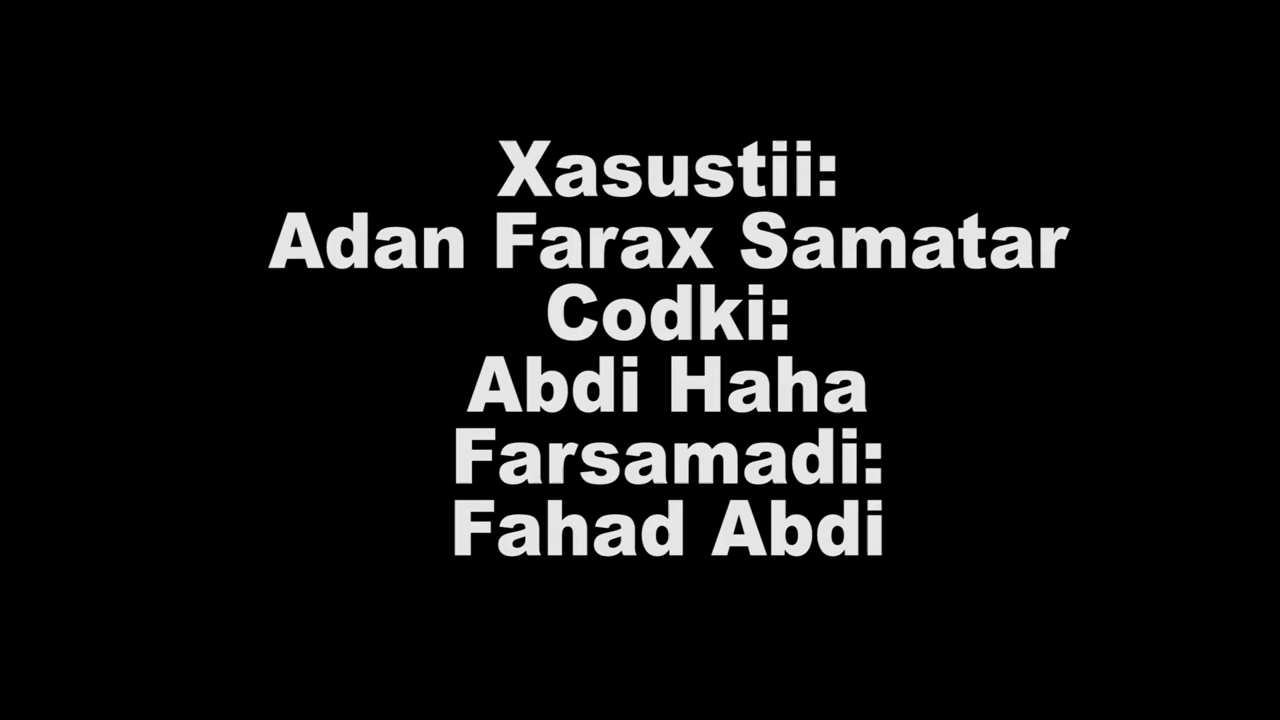 Xasustii:
Adan Farax Samatar
Codki:
Abdi Haha
Farsamadi:
Fahad Abdi